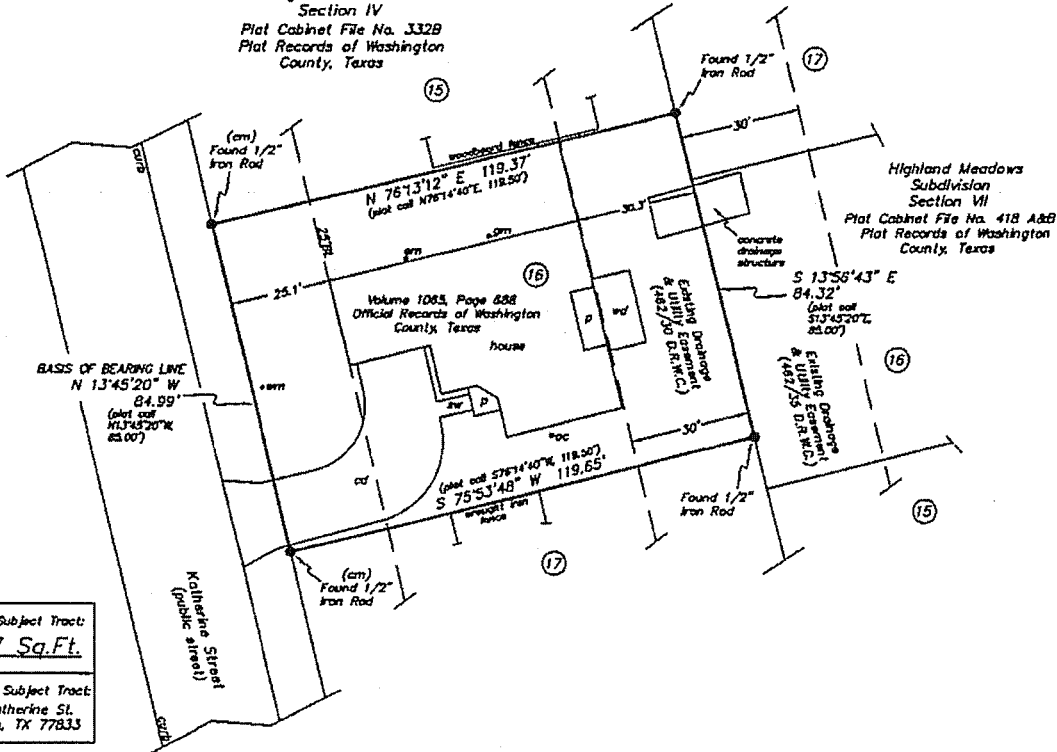 Section IV
Plat Cabinet File No. 332B
Plat Records of Washington
County, Texas
15
17
Found 1/2"
Iron Rod
(cm)
Found 1/2"
Iron Rod
curb
woodboard fence
N 76°13'12" E 119.37'
(plat call N76°14'40"E, 119.50')
30'
Highland Meadows
Subdivision
Section VII
Plat Cabinet File No. 418 A&B
Plat Records of Washington
County, Texas
25'BL
em
em
30.3'
concrete
drainage
structure
25.1'
16
S 13°56'43" E
84.32'
(plat call
S13°45'20"E,
85.00')
Volume 1085, Page 688
Official Records of Washington
County, Texas
house
p
wd
Existing Drainage
& Utility Easement
(462/30 D.R.W.C.)
Existing Drainage
& Utility Easement
(462/35 D.R.W.C.)
16
BASIS OF BEARING LINE
N 13°45'20" W
84.99'
(plat call
N13°45'20"W,
85.00')
wm
p
ac
30'
cd
(plat call S76°14'40"W, 119.50')
S 75°53'48" W 119.65'
wrought iron
fence
Found 1/2"
Iron Rod
15
17
(cm)
Found 1/2"
Iron Rod
Katherine Street
(public street)
curb
Subject Tract:
7 Sq.Ft.
Subject Tract:
atherine St.
TX 77833